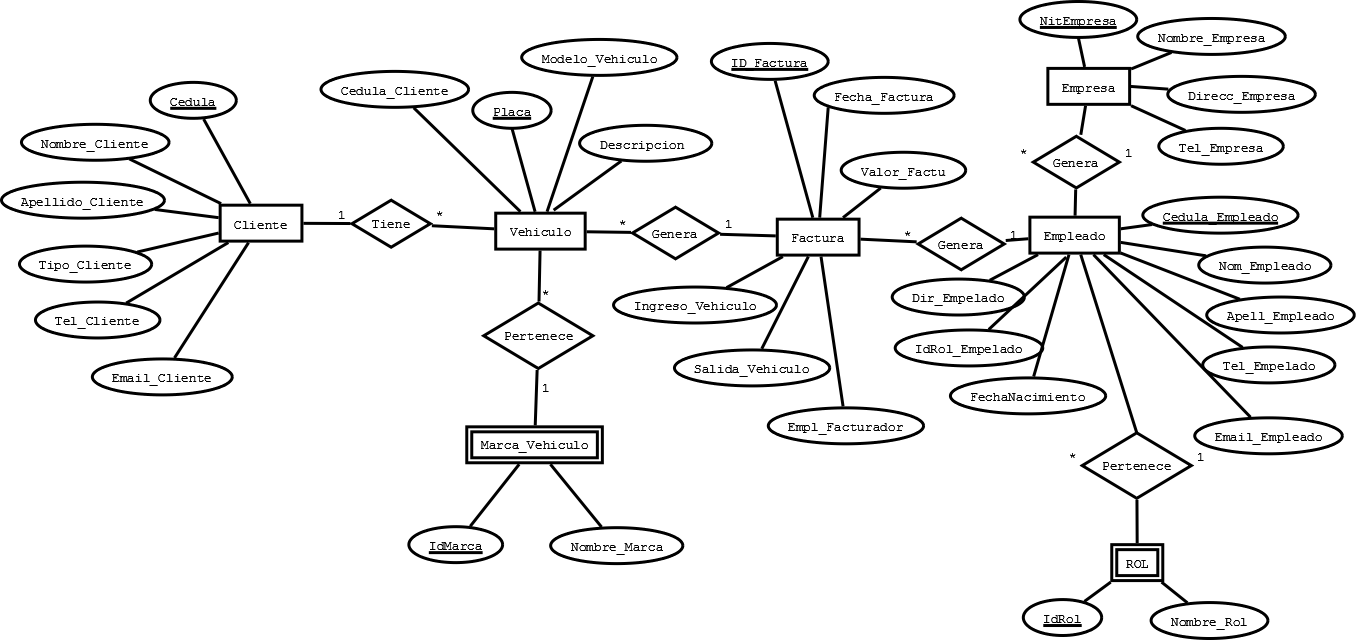 NitEmpresa
Nombre_Empresa
Modelo_Vehiculo
ID_Factura
Empresa
Direcc_Empresa
Cedula_Cliente
Fecha_Factura
Cedula
Placa
Nombre_Cliente
Descripcion
Tel_Empresa
* Genera 1
Valor_Factu
Apellido_Cliente
Cliente
1 Tiene *
Vehiculo
* Genera 1
Factura
* Genera 1
Empleado
Cedula_Empleado
Tipo_Cliente
Nom_Empleado
Dir_Empelado
Ingreso_Vehiculo
*
Apell_Empleado
Tel_Cliente
Pertenece
IdRol_Empelado
Email_Cliente
Salida_Vehiculo
Tel_Empelado
1
FechaNacimiento
Empl_Facturador
Email_Empleado
Marca_Vehiculo
* Pertenece 1
IdMarca
Nombre_Marca
ROL
IdRol
Nombre_Rol